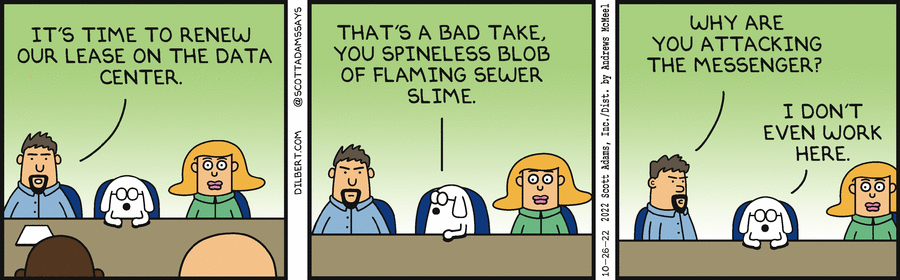 IT'S TIME TO RENEW
OUR LEASE ON THE DATA
CENTER.
DILBERT.COM @SCOTTADAMSSAYS
THAT'S A BAD TAKE,
YOU SPINELESS BLOB
OF FLAMING SEWER
SLIME.
10-26-22 2022 Scott Adams, Inc./Dist. by Andrews McMeel
WHY ARE
YOU ATTACKING
THE MESSENGER?
I DON'T
EVEN WORK
HERE.